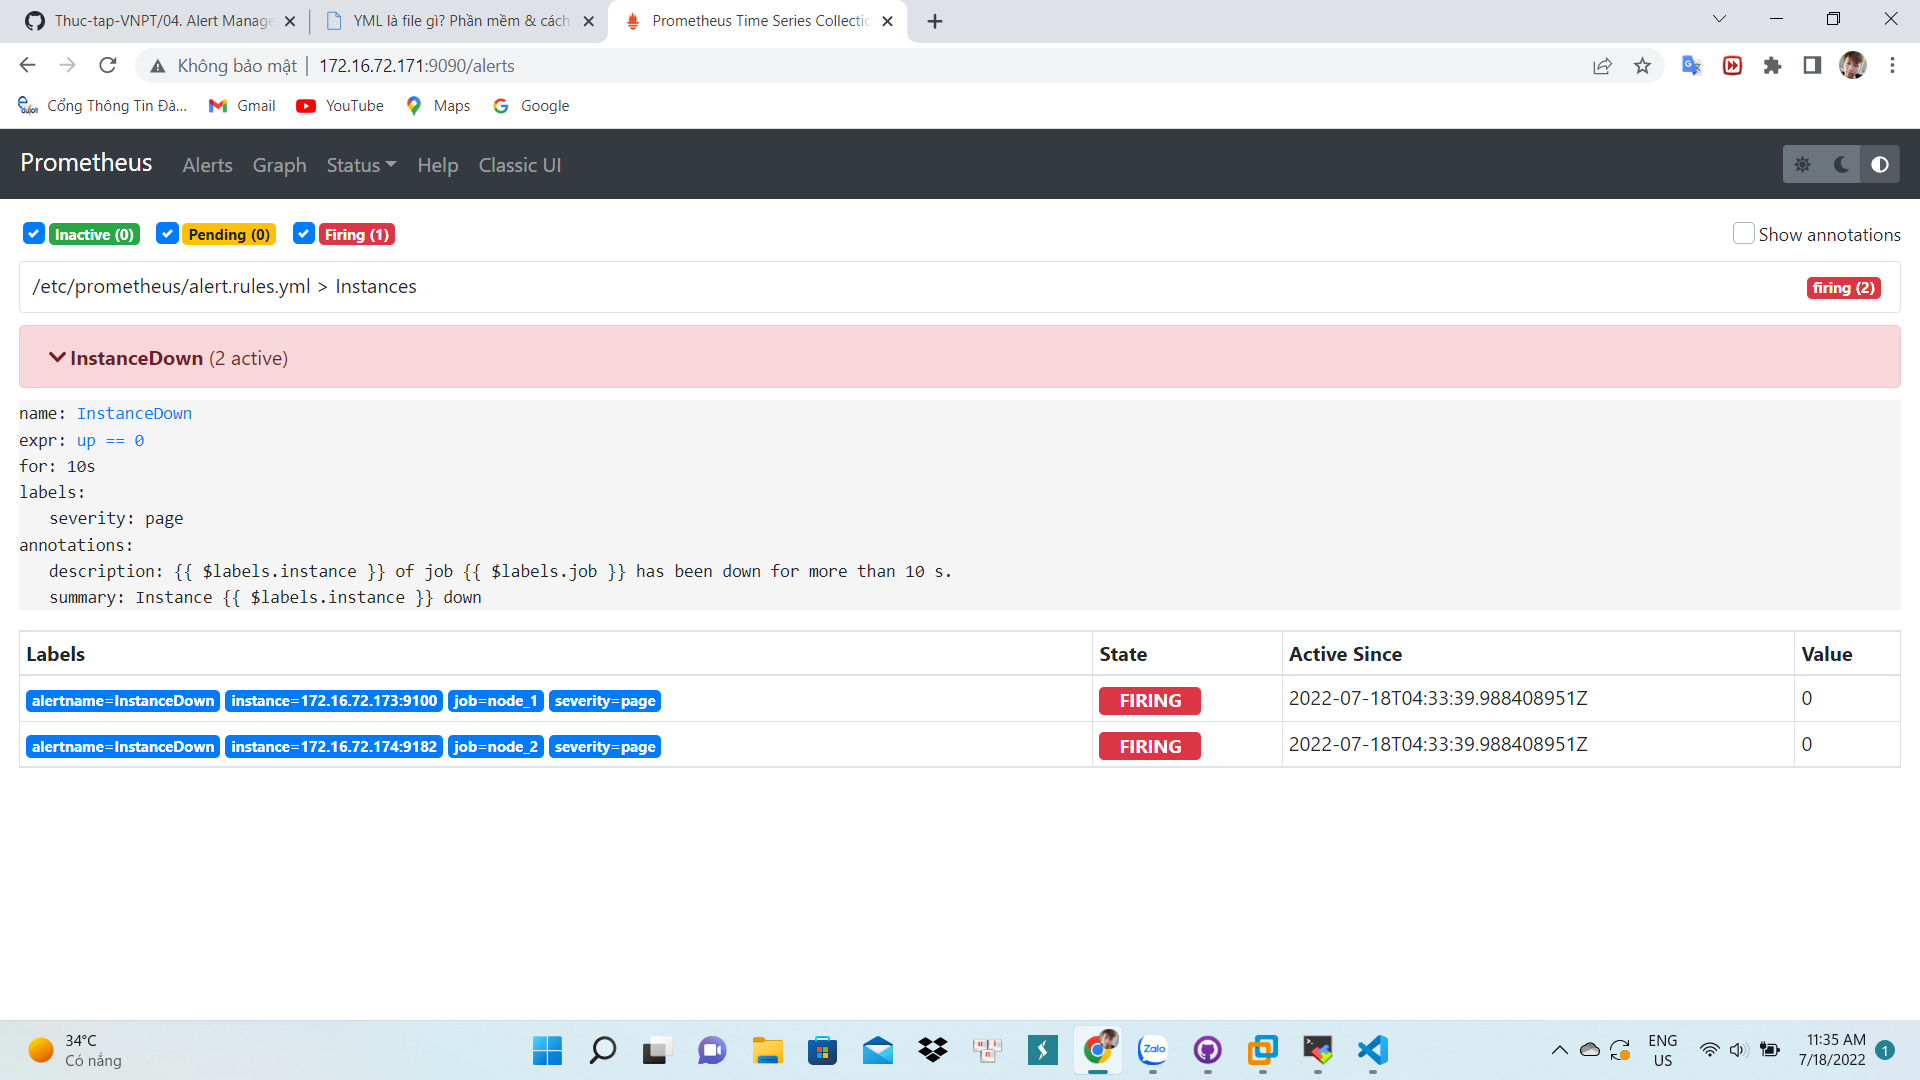 Thuc-tap-VNPT/04. Alert Manage
YML là file gì? Phần mềm & cách
Prometheus Time Series Collectio
Không bảo mật
172.16.72.171:9090/alerts
Cổng Thông Tin Đà...
Gmail
YouTube
Maps
Google
Prometheus
Alerts
Graph
Status
Help
Classic UI
Inactive (0)
Pending (0)
Firing (1)
Show annotations
/etc/prometheus/alert.rules.yml > Instances
firing (2)
InstanceDown (2 active)
name: InstanceDown
expr: up == 0
for: 10s
labels:
severity: page
annotations:
description: {{ $labels.instance }} of job {{ $labels.job }} has been down for more than 10 s.
summary: Instance {{ $labels.instance }} down
Labels State Active Since Value
alertname=InstanceDown instance=172.16.72.173:9100 job=node_1 severity=page FIRING 2022-07-18T04:33:39.988408951Z 0
alertname=InstanceDown instance=172.16.72.174:9182 job=node_2 severity=page FIRING 2022-07-18T04:33:39.988408951Z 0
34°C
Có nắng
Zalo
ENG
US
11:35 AM
7/18/2022
1